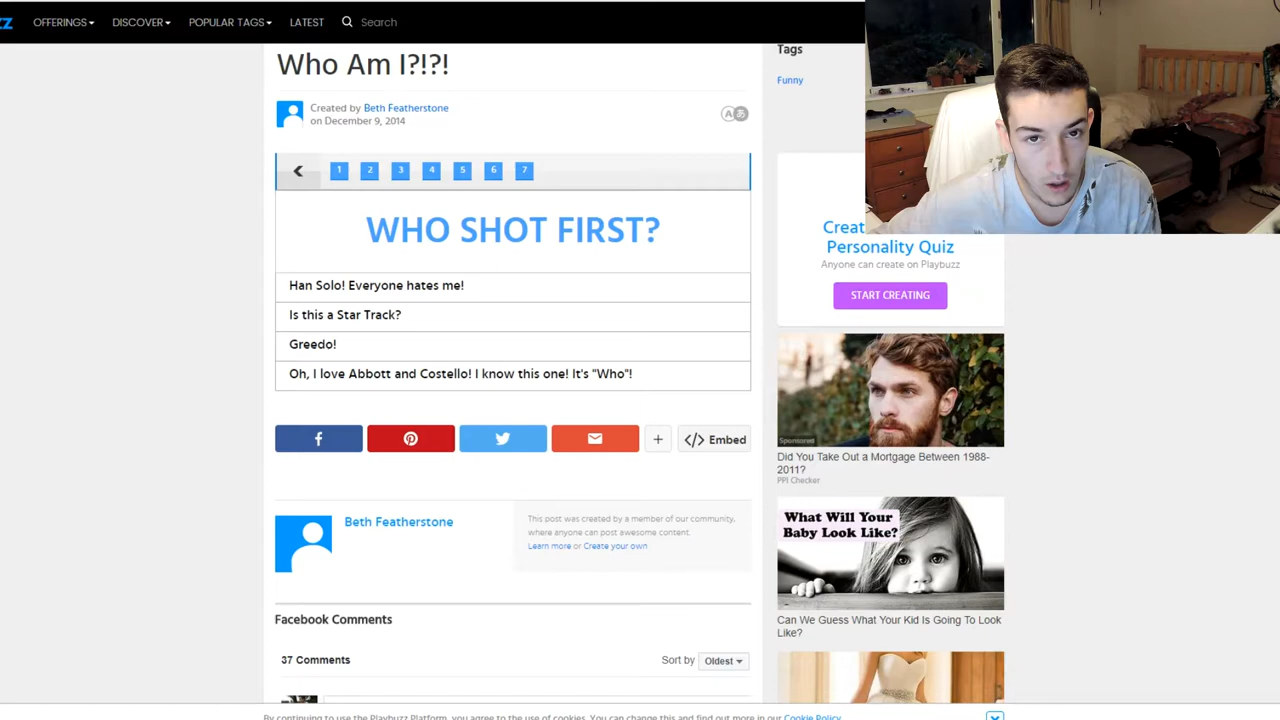 OFFERINGS DISCOVER POPULAR TAGS LATEST Search
Who Am I?!?!
Created by Beth Featherstone
on December 9, 2014
1 2 3 4 5 6 7
WHO SHOT FIRST?
Han Solo! Everyone hates me!
Is this a Star Track?
Greedo!
Oh, I love Abbott and Costello! I know this one! It's "Who"!
+ </> Embed
Beth Featherstone
This post was created by a member of our community,
where anyone can post awesome content.
Learn more or Create your own
Facebook Comments
37 Comments
Sort by Oldest
Tags
Funny
Personality Quiz
Anyone can create on Playbuzz
START CREATING
Sponsored
Did You Take Out a Mortgage Between 1988-
2011?
PPI Checker
What Will Your
Baby Look Like?
Can We Guess What Your Kid Is Going To Look
Like?
By continuing to use the Playbuzz Platform, you agree to the use of cookies. You can change this and find out more in our Cookie Policy